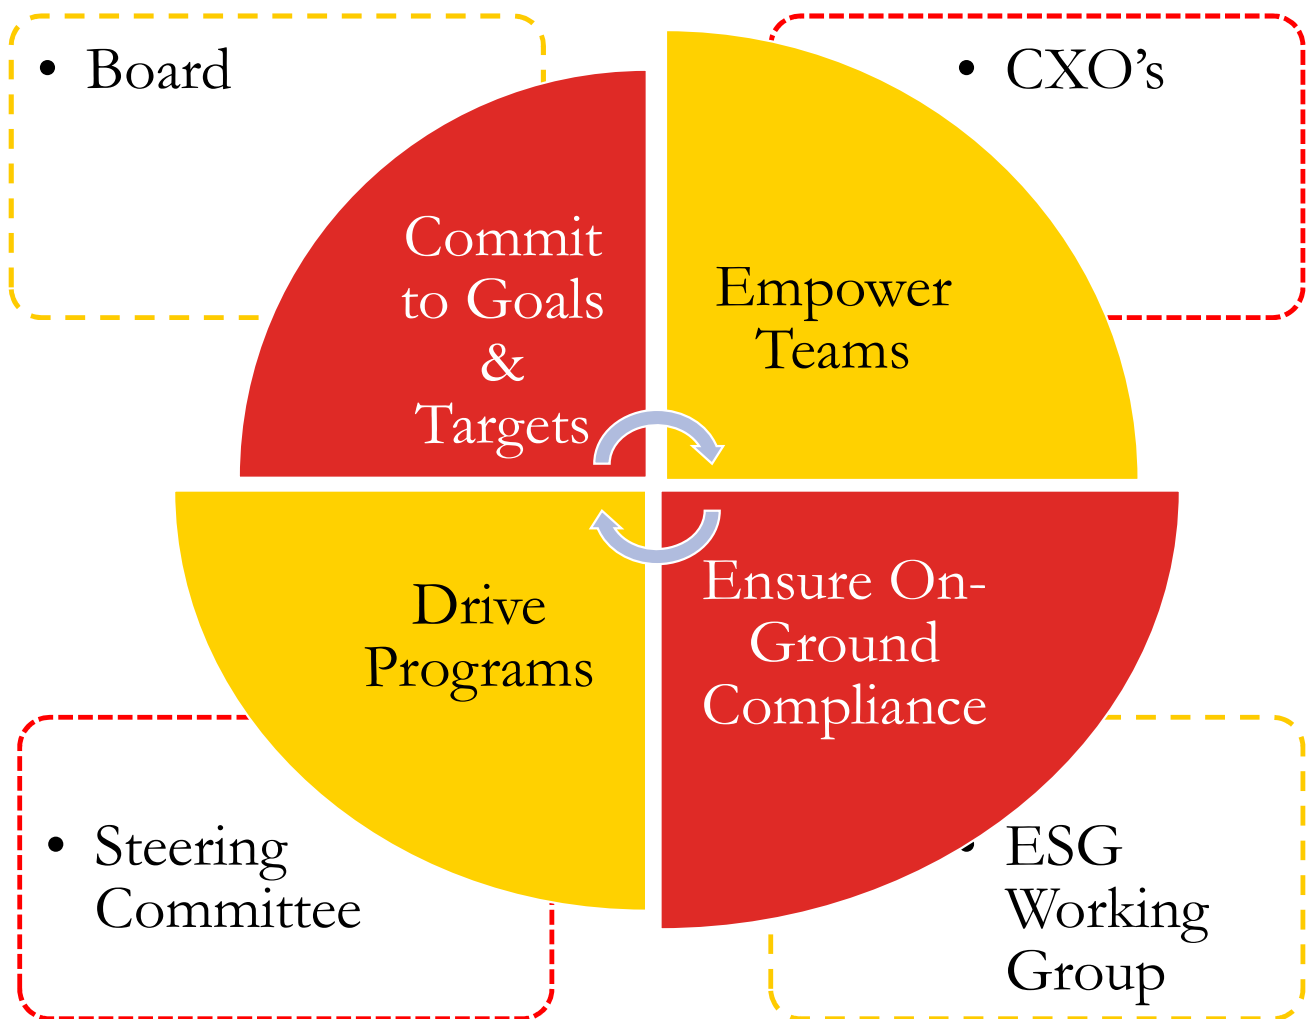 • Board
• CXO’s
Commit
to Goals
&
Targets
Empower
Teams
Drive
Programs
Ensure On-
Ground
Compliance
• Steering
Committee
• ESG
Working
Group